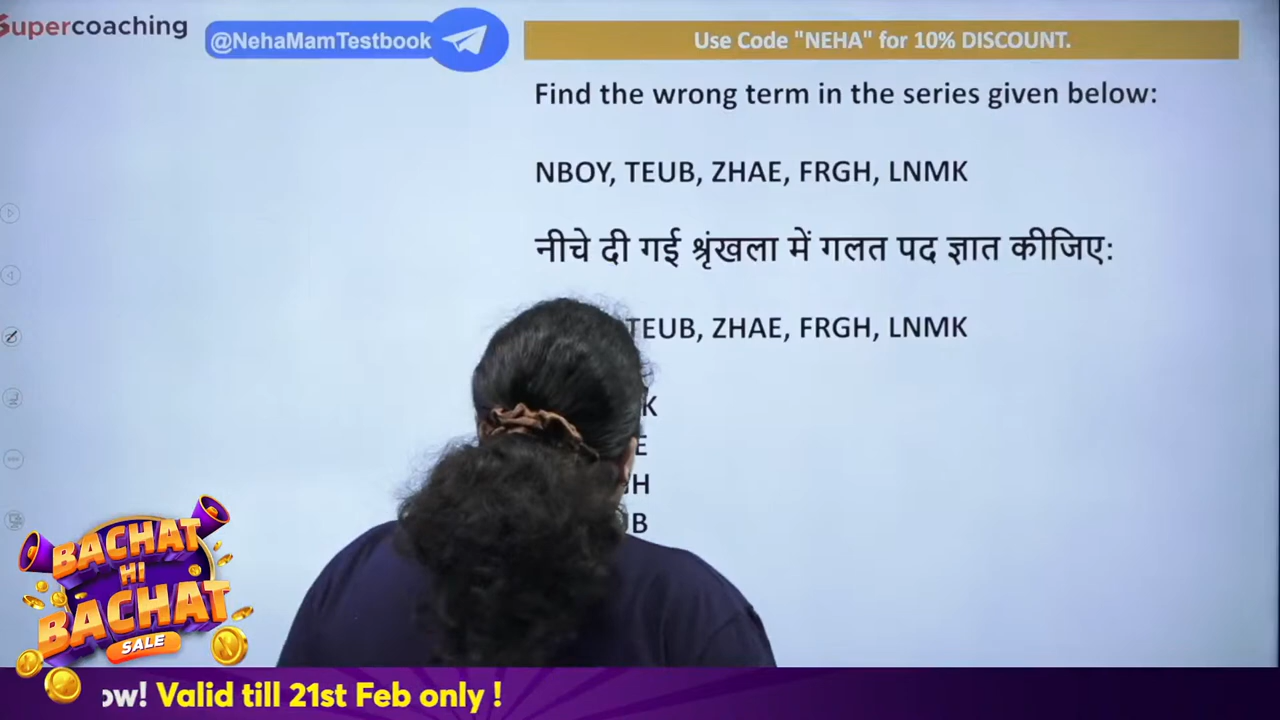 Supercoaching
@NehaMamTestbook
Use Code "NEHA" for 10% DISCOUNT.
Find the wrong term in the series given below:
NBOY, TEUB, ZHAE, FRGH, LNMK
नीचे दी गई श्रृंखला में गलत पद ज्ञात कीजिए:
TEUB, ZHAE, FRGH, LNMK
BACHAT
HI
BACHAT
SALE
Valid till 21st Feb only !